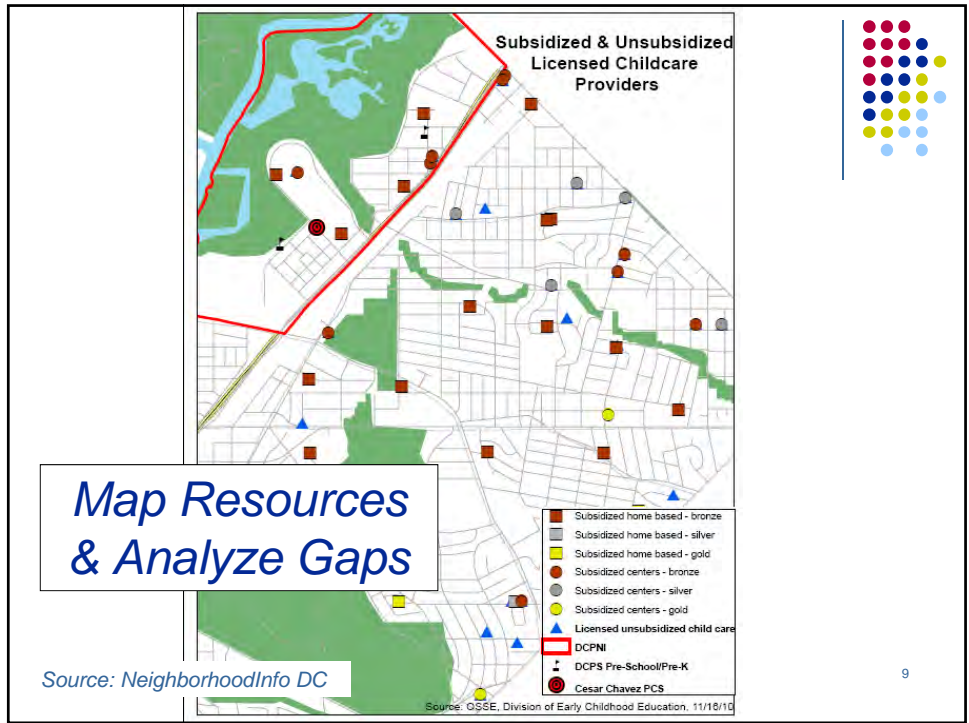 Subsidized & Unsubsidized
Licensed Childcare
Providers
Map Resources
& Analyze Gaps
Subsidized home based - bronze
Subsidized home based - silver
Subsidized home based - gold
Subsidized centers - bronze
Subsidized centers - silver
Subsidized centers - gold
Licensed unsubsidized child care
DCPNI
DCPS Pre-School/Pre-K
Cesar Chavez PCS
Source: NeighborhoodInfo DC
Source: OSSE, Division of Early Childhood Education, 11/16/10
9